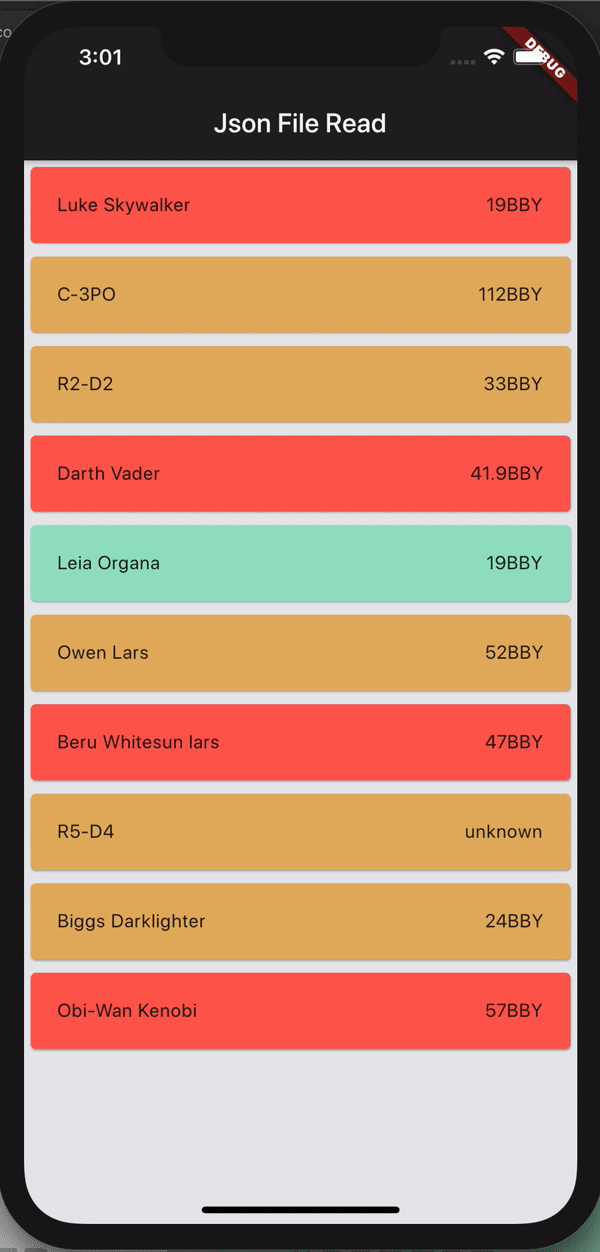 co
3:01
DEBUG
Json File Read
Luke Skywalker 19BBY
C-3PO 112BBY
R2-D2 33BBY
Darth Vader 41.9BBY
Leia Organa 19BBY
Owen Lars 52BBY
Beru Whitesun lars 47BBY
R5-D4 unknown
Biggs Darklighter 24BBY
Obi-Wan Kenobi 57BBY